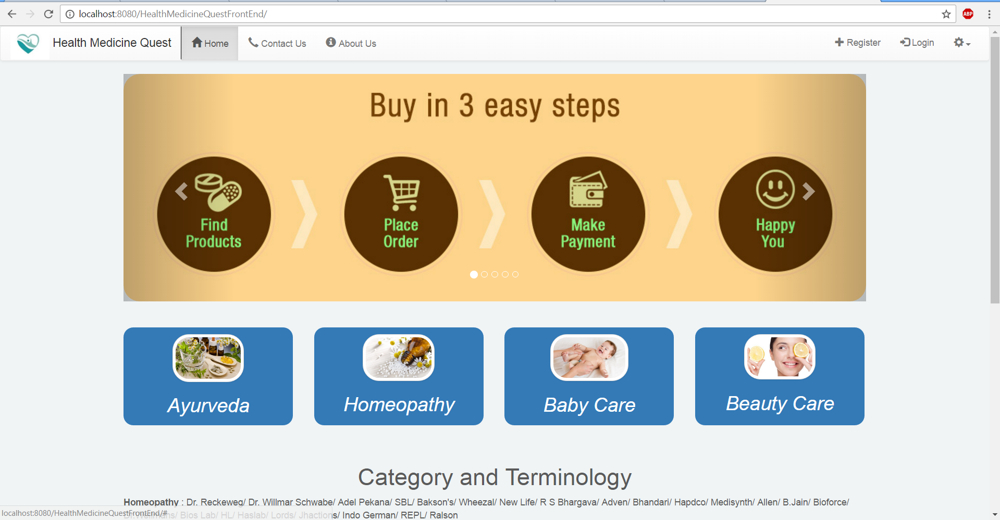 localhost:8080/HealthMedicineQuestFrontEnd/
ABP
Health Medicine Quest
Home
Contact Us
About Us
Register
Login
Buy in 3 easy steps
Find
Products
Place
Order
Make
Payment
Happy
You
Ayurveda
Homeopathy
Baby Care
Beauty Care
Category and Terminology
Homeopathy : Dr. Reckeweg/ Dr. Willmar Schwabe/ Adel Pekana/ SBL/ Bakson's/ Wheezal/ New Life/ R S Bhargava/ Adven/ Bhandari/ Hapdco/ Medisynth/ Allen/ B.Jain/ Bioforce/
Dr.Wellmans/ Bios Lab/ HL/ Haslab/ Lords/ Jhactions/ Indo German/ REPL/ Ralson
localhost:8080/HealthMedicineQuestFrontEnd/#